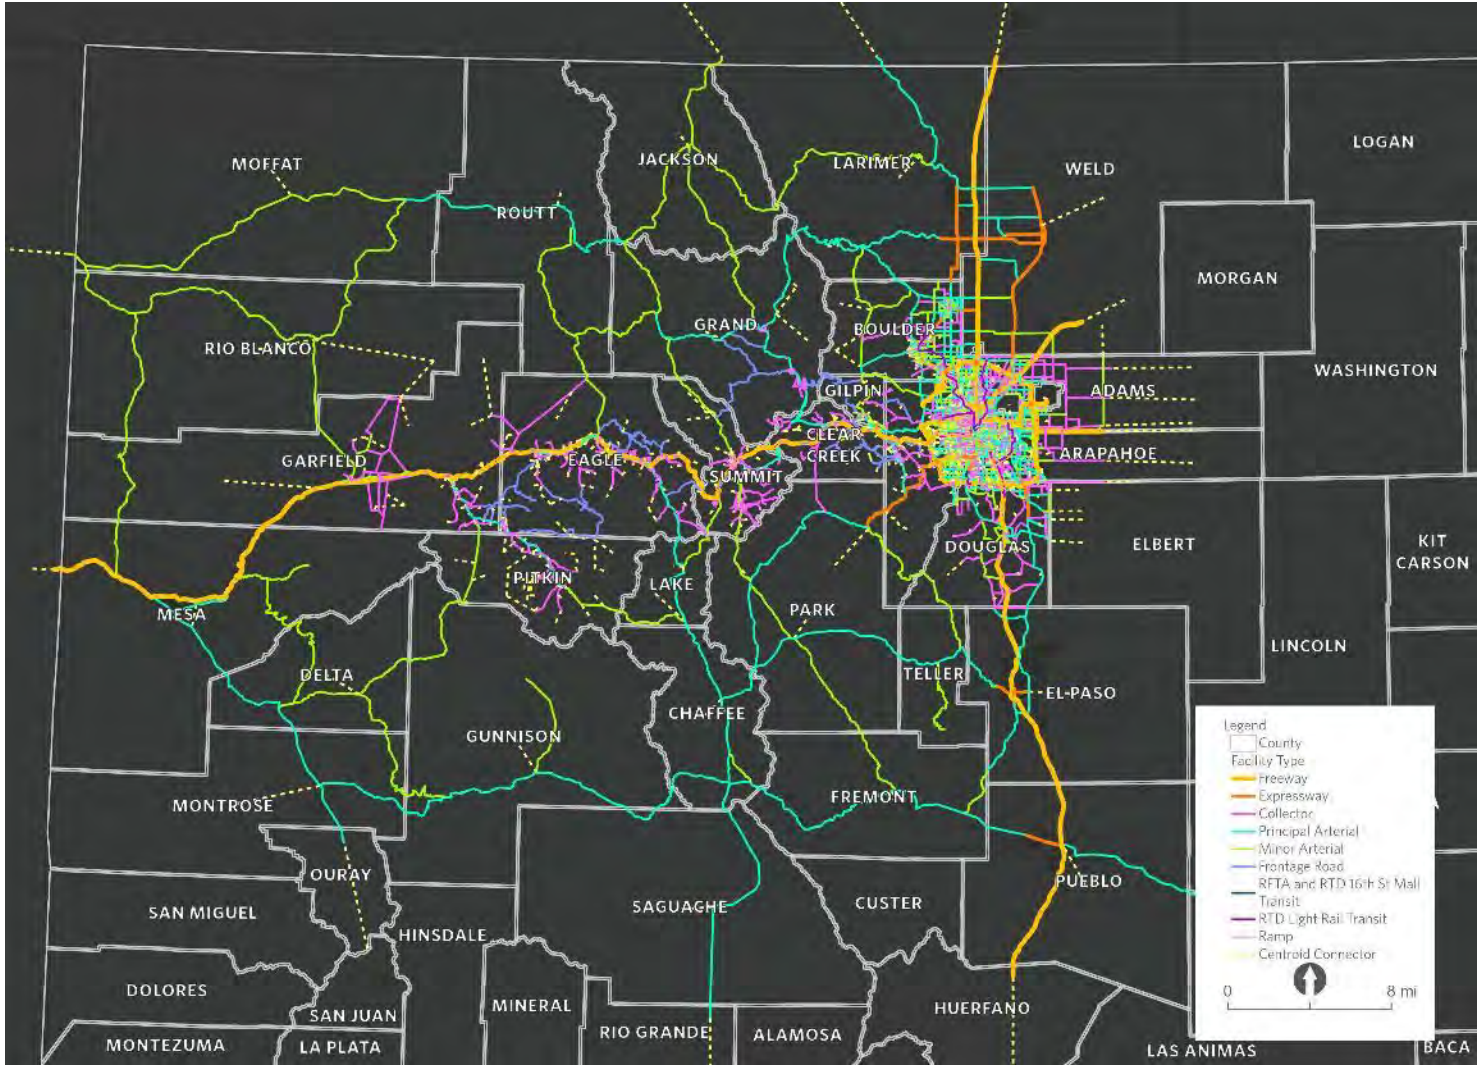 LOGAN
MOFFAT
JACKSON
LARIMER
WELD
ROUTT
MORGAN
GRAND
BOULDER
RIO BLANCO
WASHINGTON
GILPIN
ADAMS
CLEAR
CREEK
GARFIELD
EAGLE
ARAPAHOE
SUMMIT
DOUGLAS
ELBERT
KIT
CARSON
PITKIN
LAKE
MESA
PARK
LINCOLN
DELTA
TELLER
EL PASO
CHAFFEE
GUNNISON
MONTROSE
FREMONT
A
OURAY
PUEBLO
SAN MIGUEL
SAGUACHE
CUSTER
HINSDALE
DOLORES
MINERAL
HUERFANO
SAN JUAN
RIO GRANDE
ALAMOSA
MONTEZUMA
LA PLATA
LAS ANIMAS
BACA
Legend
County
Facility Type
Freeway
Expressway
Collector
Principal Arterial
Minor Arterial
Frontage Road
RFTA and RTD 16th St Mall
Transit
RTD Light Rail Transit
Ramp
Centroid Connector
0 8 mi